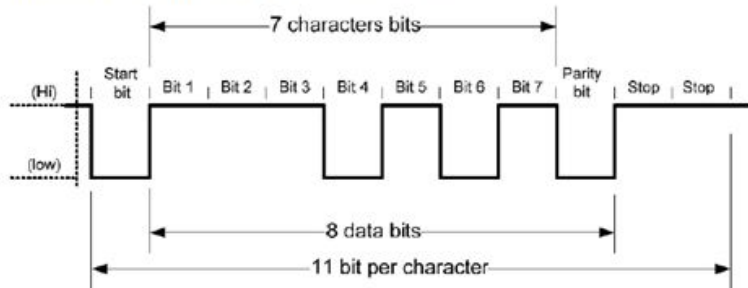 7 characters bits
Start bit
Bit 1 Bit 2 Bit 3 Bit 4 Bit 5 Bit 6 Bit 7
Parity bit
Stop Stop
(Hi)
(low)
8 data bits
11 bit per character